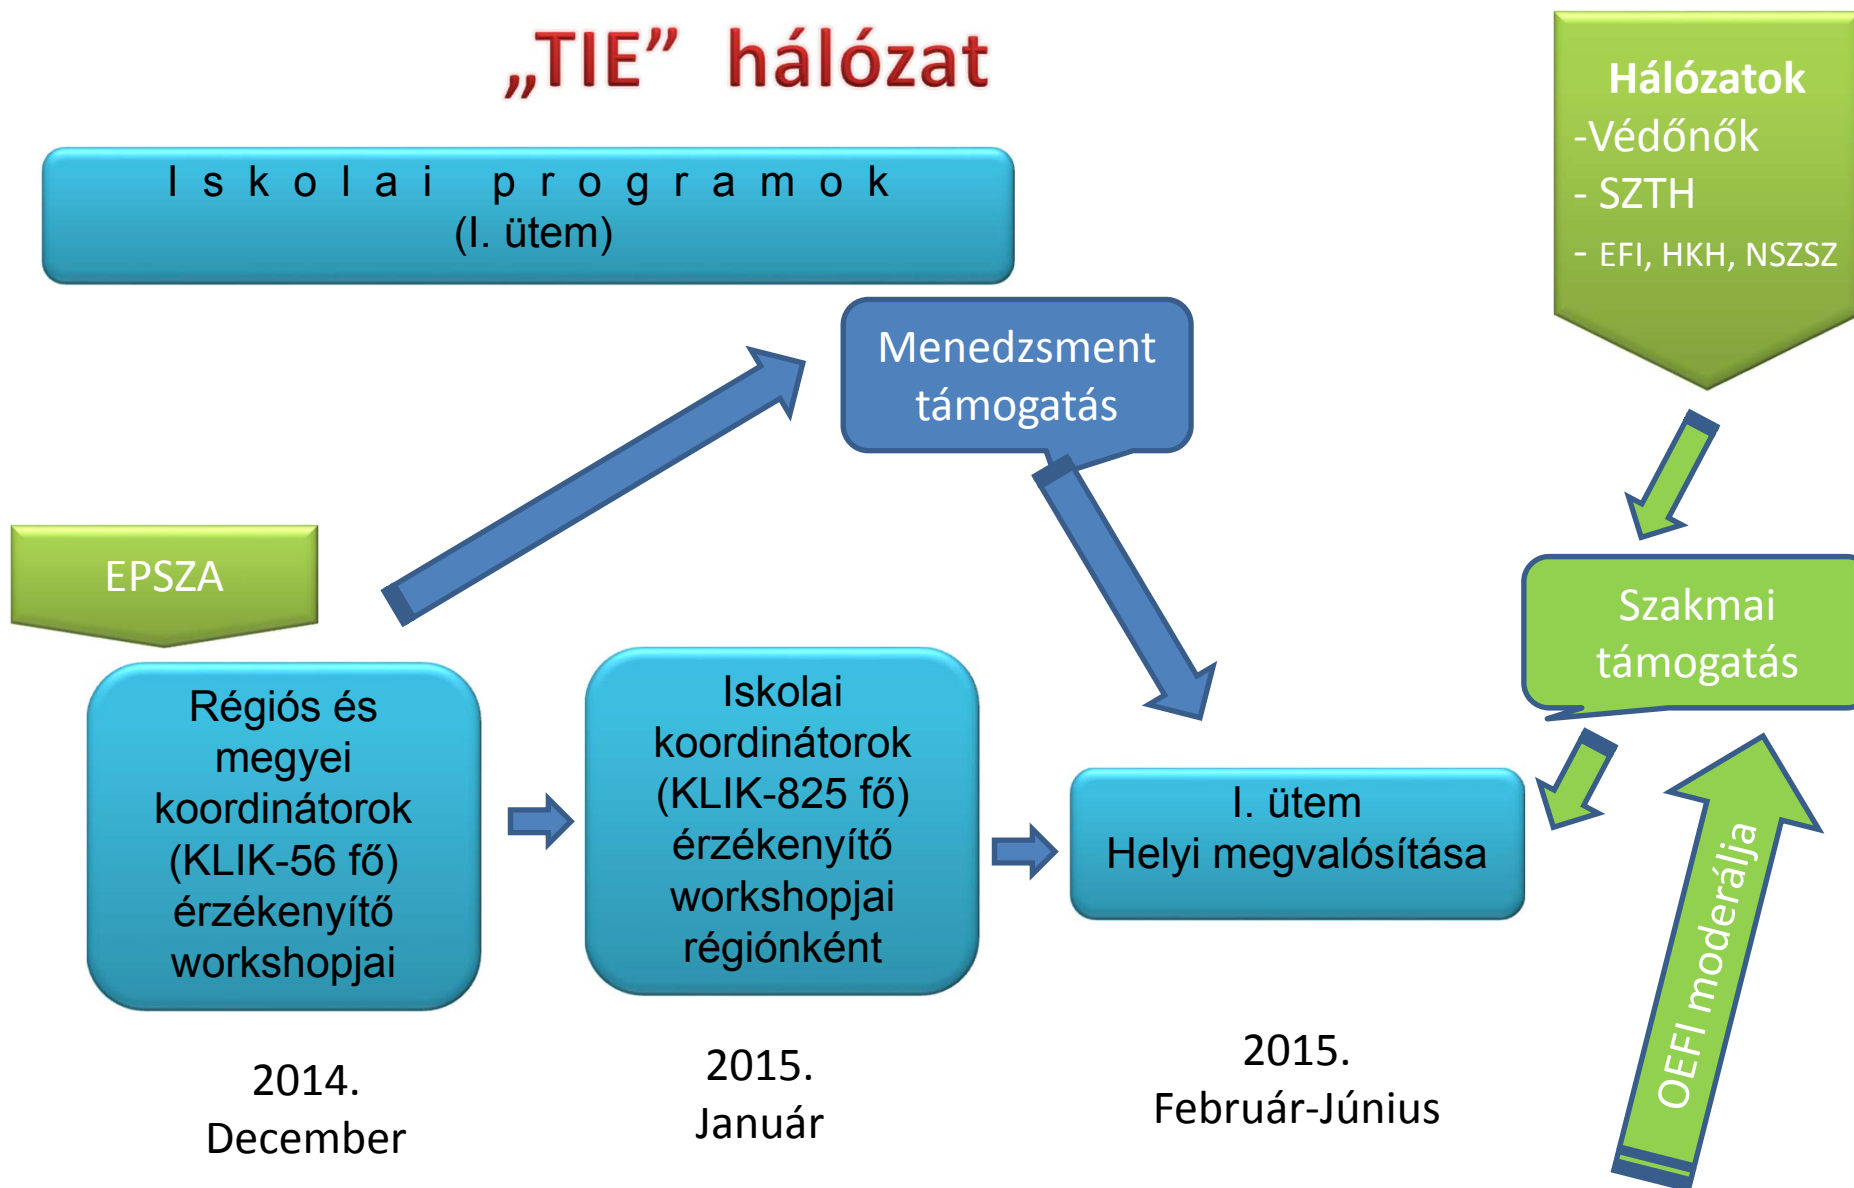 „TIE” hálózat
Iskolai programok
(I. ütem)
Hálózatok
-Védőnők
- SZTH
- EFI, HKH, NSZSZ
Menedzsment
támogatás
EPSZA
Szakmai
támogatás
Régiós és
megyei
koordinátorok
(KLIK-56 fő)
érzékenyítő
workshopjai
Iskolai
koordinátorok
(KLIK-825 fő)
érzékenyítő
workshopjai
régiónként
I. ütem
Helyi megvalósítása
OEFI moderálja
2014.
December
2015.
Január
2015.
Február-Június